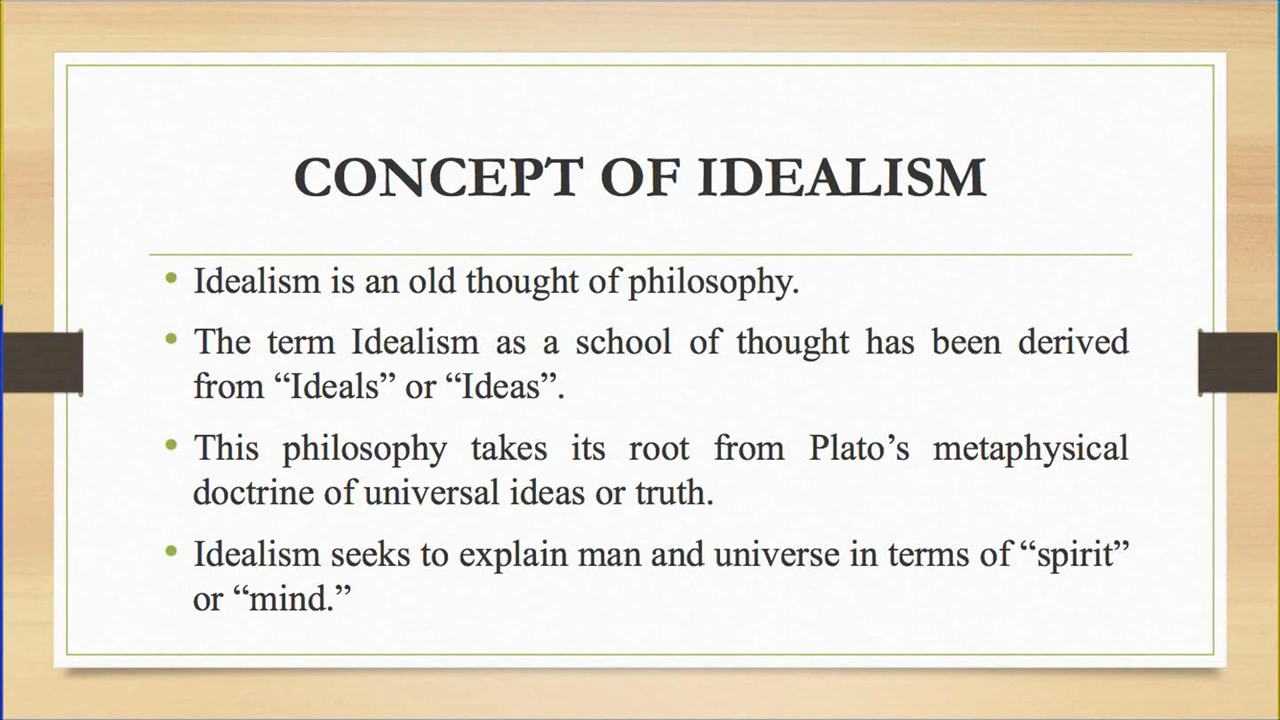 CONCEPT OF IDEALISM
• Idealism is an old thought of philosophy.
• The term Idealism as a school of thought has been derived
from “Ideals” or “Ideas”.
• This philosophy takes its root from Plato’s metaphysical
doctrine of universal ideas or truth.
• Idealism seeks to explain man and universe in terms of “spirit”
or “mind.”